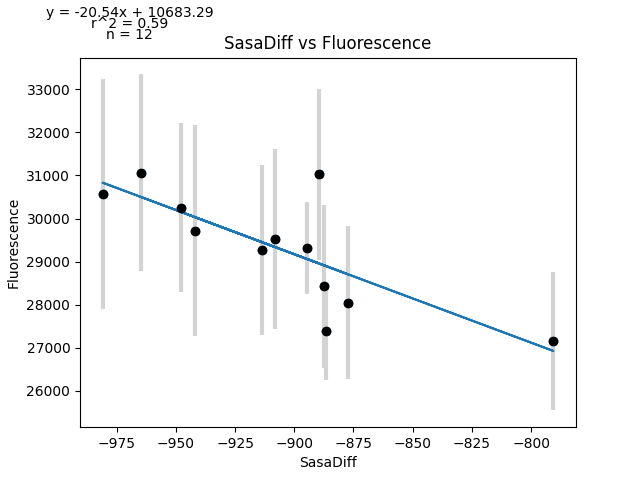 y = -20.54x + 10683.29
r^2 = 0.59
n = 12
SasaDiff vs Fluorescence
33000
32000
31000
30000
29000
28000
27000
26000
Fluorescence
−975
−950
−925
−900
−875
−850
−825
−800
SasaDiff